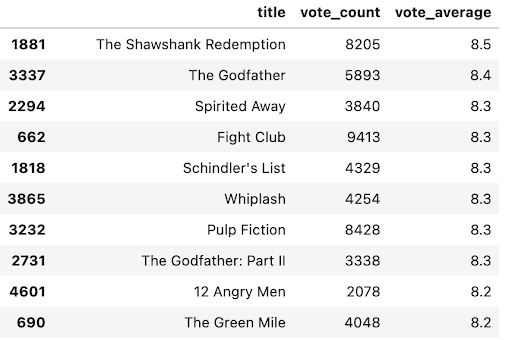 title vote_count vote_average
1881 The Shawshank Redemption 8205 8.5
3337 The Godfather 5893 8.4
2294 Spirited Away 3840 8.3
662 Fight Club 9413 8.3
1818 Schindler's List 4329 8.3
3865 Whiplash 4254 8.3
3232 Pulp Fiction 8428 8.3
2731 The Godfather: Part II 3338 8.3
4601 12 Angry Men 2078 8.2
690 The Green Mile 4048 8.2